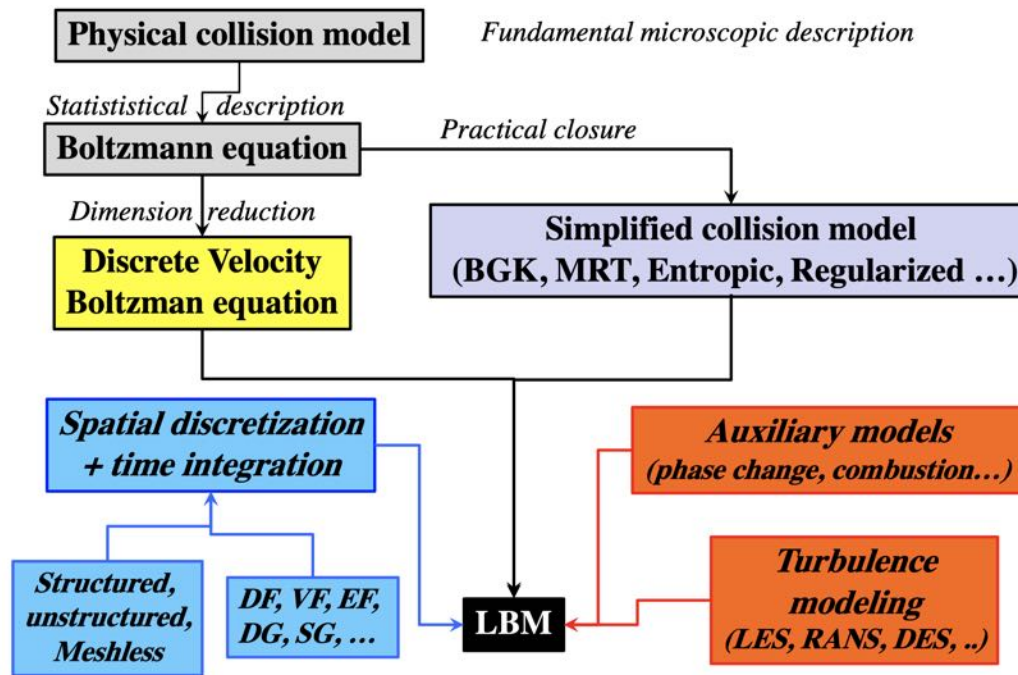 Physical collision model
Fundamental microscopic description
Statististical description
Boltzmann equation
Practical closure
Dimension reduction
Discrete Velocity
Boltzman equation
Simplified collision model
(BGK, MRT, Entropic, Regularized ...)
Spatial discretization
+ time integration
Auxiliary models
(phase change, combustion...)
Structured,
unstructured,
Meshless
DF, VF, EF,
DG, SG, ...
LBM
Turbulence
modeling
(LES, RANS, DES, ..)